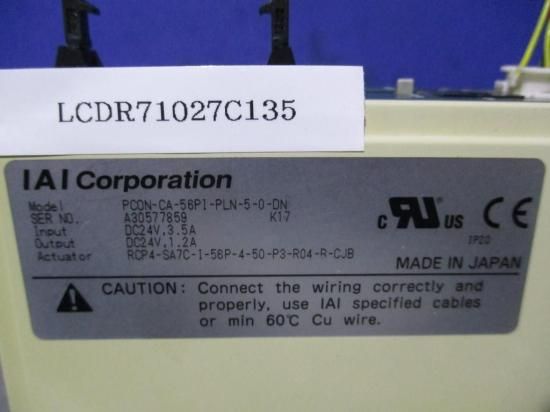 LCDR71027C135
IAI Corporation
Model PCON-CA-56PI-PLN-5-0-DN
SER NO. A30577859 K17
Input DC24V,3.5A
Output DC24V,1.2A
Actuator RCP4-SA7C-I-56P-4-50-P3-R04-R-CJB
C RU US
IP20
MADE IN JAPAN
CAUTION: Connect the wiring correctly and
properly, use IAI specified cables
or min 60℃ Cu wire.